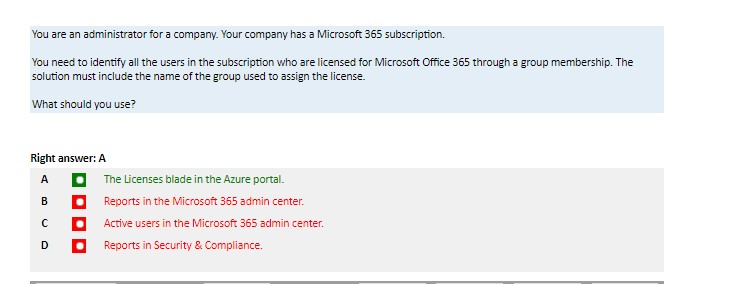 You are an administrator for a company. Your company has a Microsoft 365 subscription.
You need to identify all the users in the subscription who are licensed for Microsoft Office 365 through a group membership. The
solution must include the name of the group used to assign the license.
What should you use?
Right answer: A
A The Licenses blade in the Azure portal.
B Reports in the Microsoft 365 admin center.
C Active users in the Microsoft 365 admin center.
D Reports in Security & Compliance.